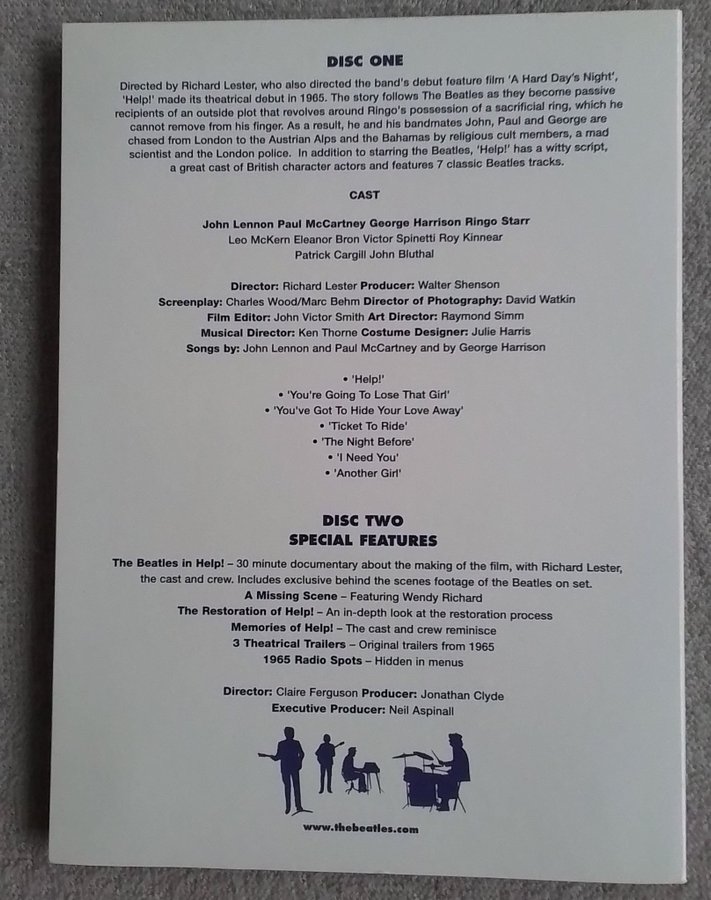 DISC ONE
Directed by Richard Lester, who also directed the band's debut feature film 'A Hard Day's Night',
'Help!' made its theatrical debut in 1965. The story follows The Beatles as they become passive
recipients of an outside plot that revolves around Ringo's possession of a sacrificial ring, which he
cannot remove from his finger. As a result, he and his bandmates John, Paul and George are
chased from London to the Austrian Alps and the Bahamas by religious cult members, a mad
scientist and the London police. In addition to starring the Beatles, 'Help!' has a witty script,
a great cast of British character actors and features 7 classic Beatles tracks.
CAST
John Lennon Paul McCartney George Harrison Ringo Starr
Leo McKern Eleanor Bron Victor Spinetti Roy Kinnear
Patrick Cargill John Bluthal
Director: Richard Lester Producer: Walter Shenson
Screenplay: Charles Wood/Marc Behm Director of Photography: David Watkin
Film Editor: John Victor Smith Art Director: Raymond Simm
Musical Director: Ken Thorne Costume Designer: Julie Harris
Songs by: John Lennon and Paul McCartney and by George Harrison
• 'Help!'
• 'You're Going To Lose That Girl'
• 'You've Got To Hide Your Love Away'
• 'Ticket To Ride'
• 'The Night Before'
• 'I Need You'
• 'Another Girl'
DISC TWO
SPECIAL FEATURES
The Beatles in Help! – 30 minute documentary about the making of the film, with Richard Lester,
the cast and crew. Includes exclusive behind the scenes footage of the Beatles on set.
A Missing Scene – Featuring Wendy Richard
The Restoration of Help! – An in-depth look at the restoration process
Memories of Help! – The cast and crew reminisce
3 Theatrical Trailers – Original trailers from 1965
1965 Radio Spots – Hidden in menus
Director: Claire Ferguson Producer: Jonathan Clyde
Executive Producer: Neil Aspinall
www.thebeatles.com